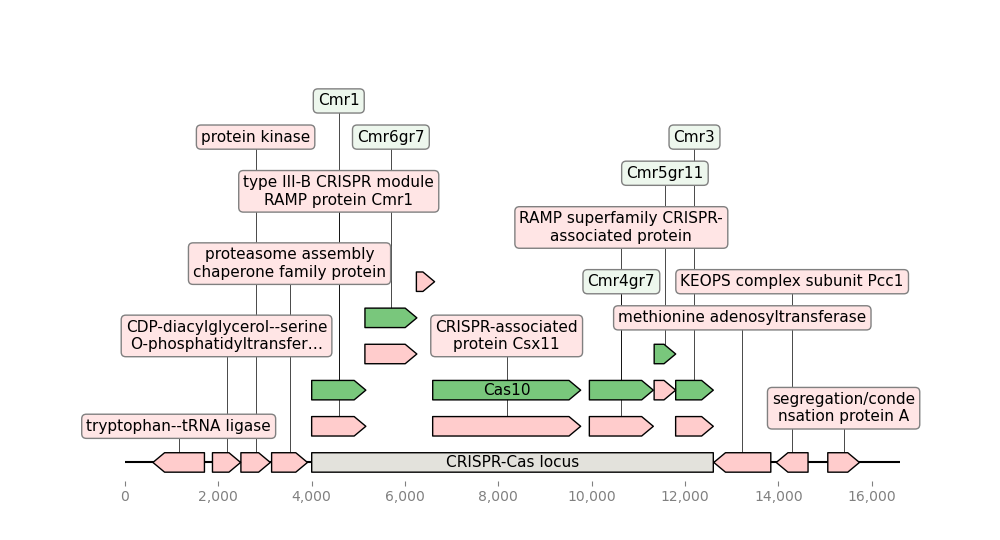 Cmr1
protein kinase
Cmr6gr7
Cmr3
Cmr5gr11
type III-B CRISPR module
RAMP protein Cmr1
RAMP superfamily CRISPR-
associated protein
proteasome assembly
chaperone family protein
Cmr4gr7
KEOPS complex subunit Pcc1
methionine adenosyltransferase
CDP-diacylglycerol--serine
O-phosphatidyltransfer…
CRISPR-associated
protein Csx11
Cas10
segregation/conde
nsation protein A
tryptophan--tRNA ligase
CRISPR-Cas locus
0
2,000
4,000
6,000
8,000
10,000
12,000
14,000
16,000